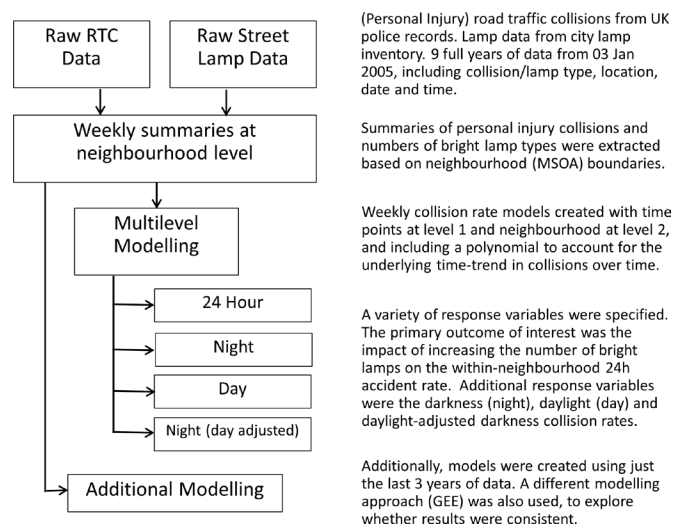 Raw RTC
Data
Raw Street
Lamp Data
(Personal Injury) road traffic collisions from UK
police records. Lamp data from city lamp
inventory. 9 full years of data from 03 Jan
2005, including collision/lamp type, location,
date and time.
Weekly summaries at
neighbourhood level
Summaries of personal injury collisions and
numbers of bright lamp types were extracted
based on neighbourhood (MSOA) boundaries.
Multilevel
Modelling
Weekly collision rate models created with time
points at level 1 and neighbourhood at level 2,
and including a polynomial to account for the
underlying time-trend in collisions over time.
24 Hour
Night
Day
Night (day adjusted)
A variety of response variables were specified.
The primary outcome of interest was the
impact of increasing the number of bright
lamps on the within-neighbourhood 24h
accident rate. Additional response variables
were the darkness (night), daylight (day) and
daylight-adjusted darkness collision rates.
Additional Modelling
Additionally, models were created using just
the last 3 years of data. A different modelling
approach (GEE) was also used, to explore
whether results were consistent.